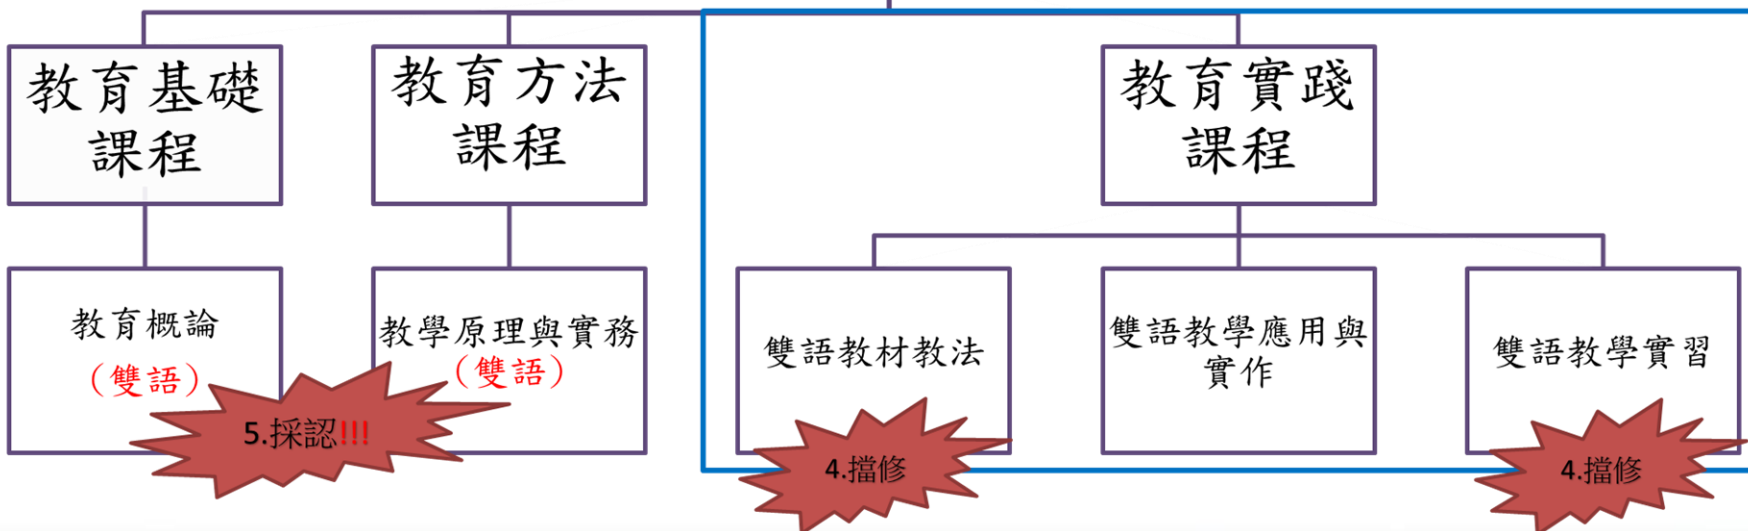 教育基礎
課程
教育方法
課程
教育實踐
課程
教育概論
（雙語）
教學原理與實務
（雙語）
雙語教材教法
雙語教學應用與
實作
雙語教學實習
5.採認!!!
4.擋修
4.擋修